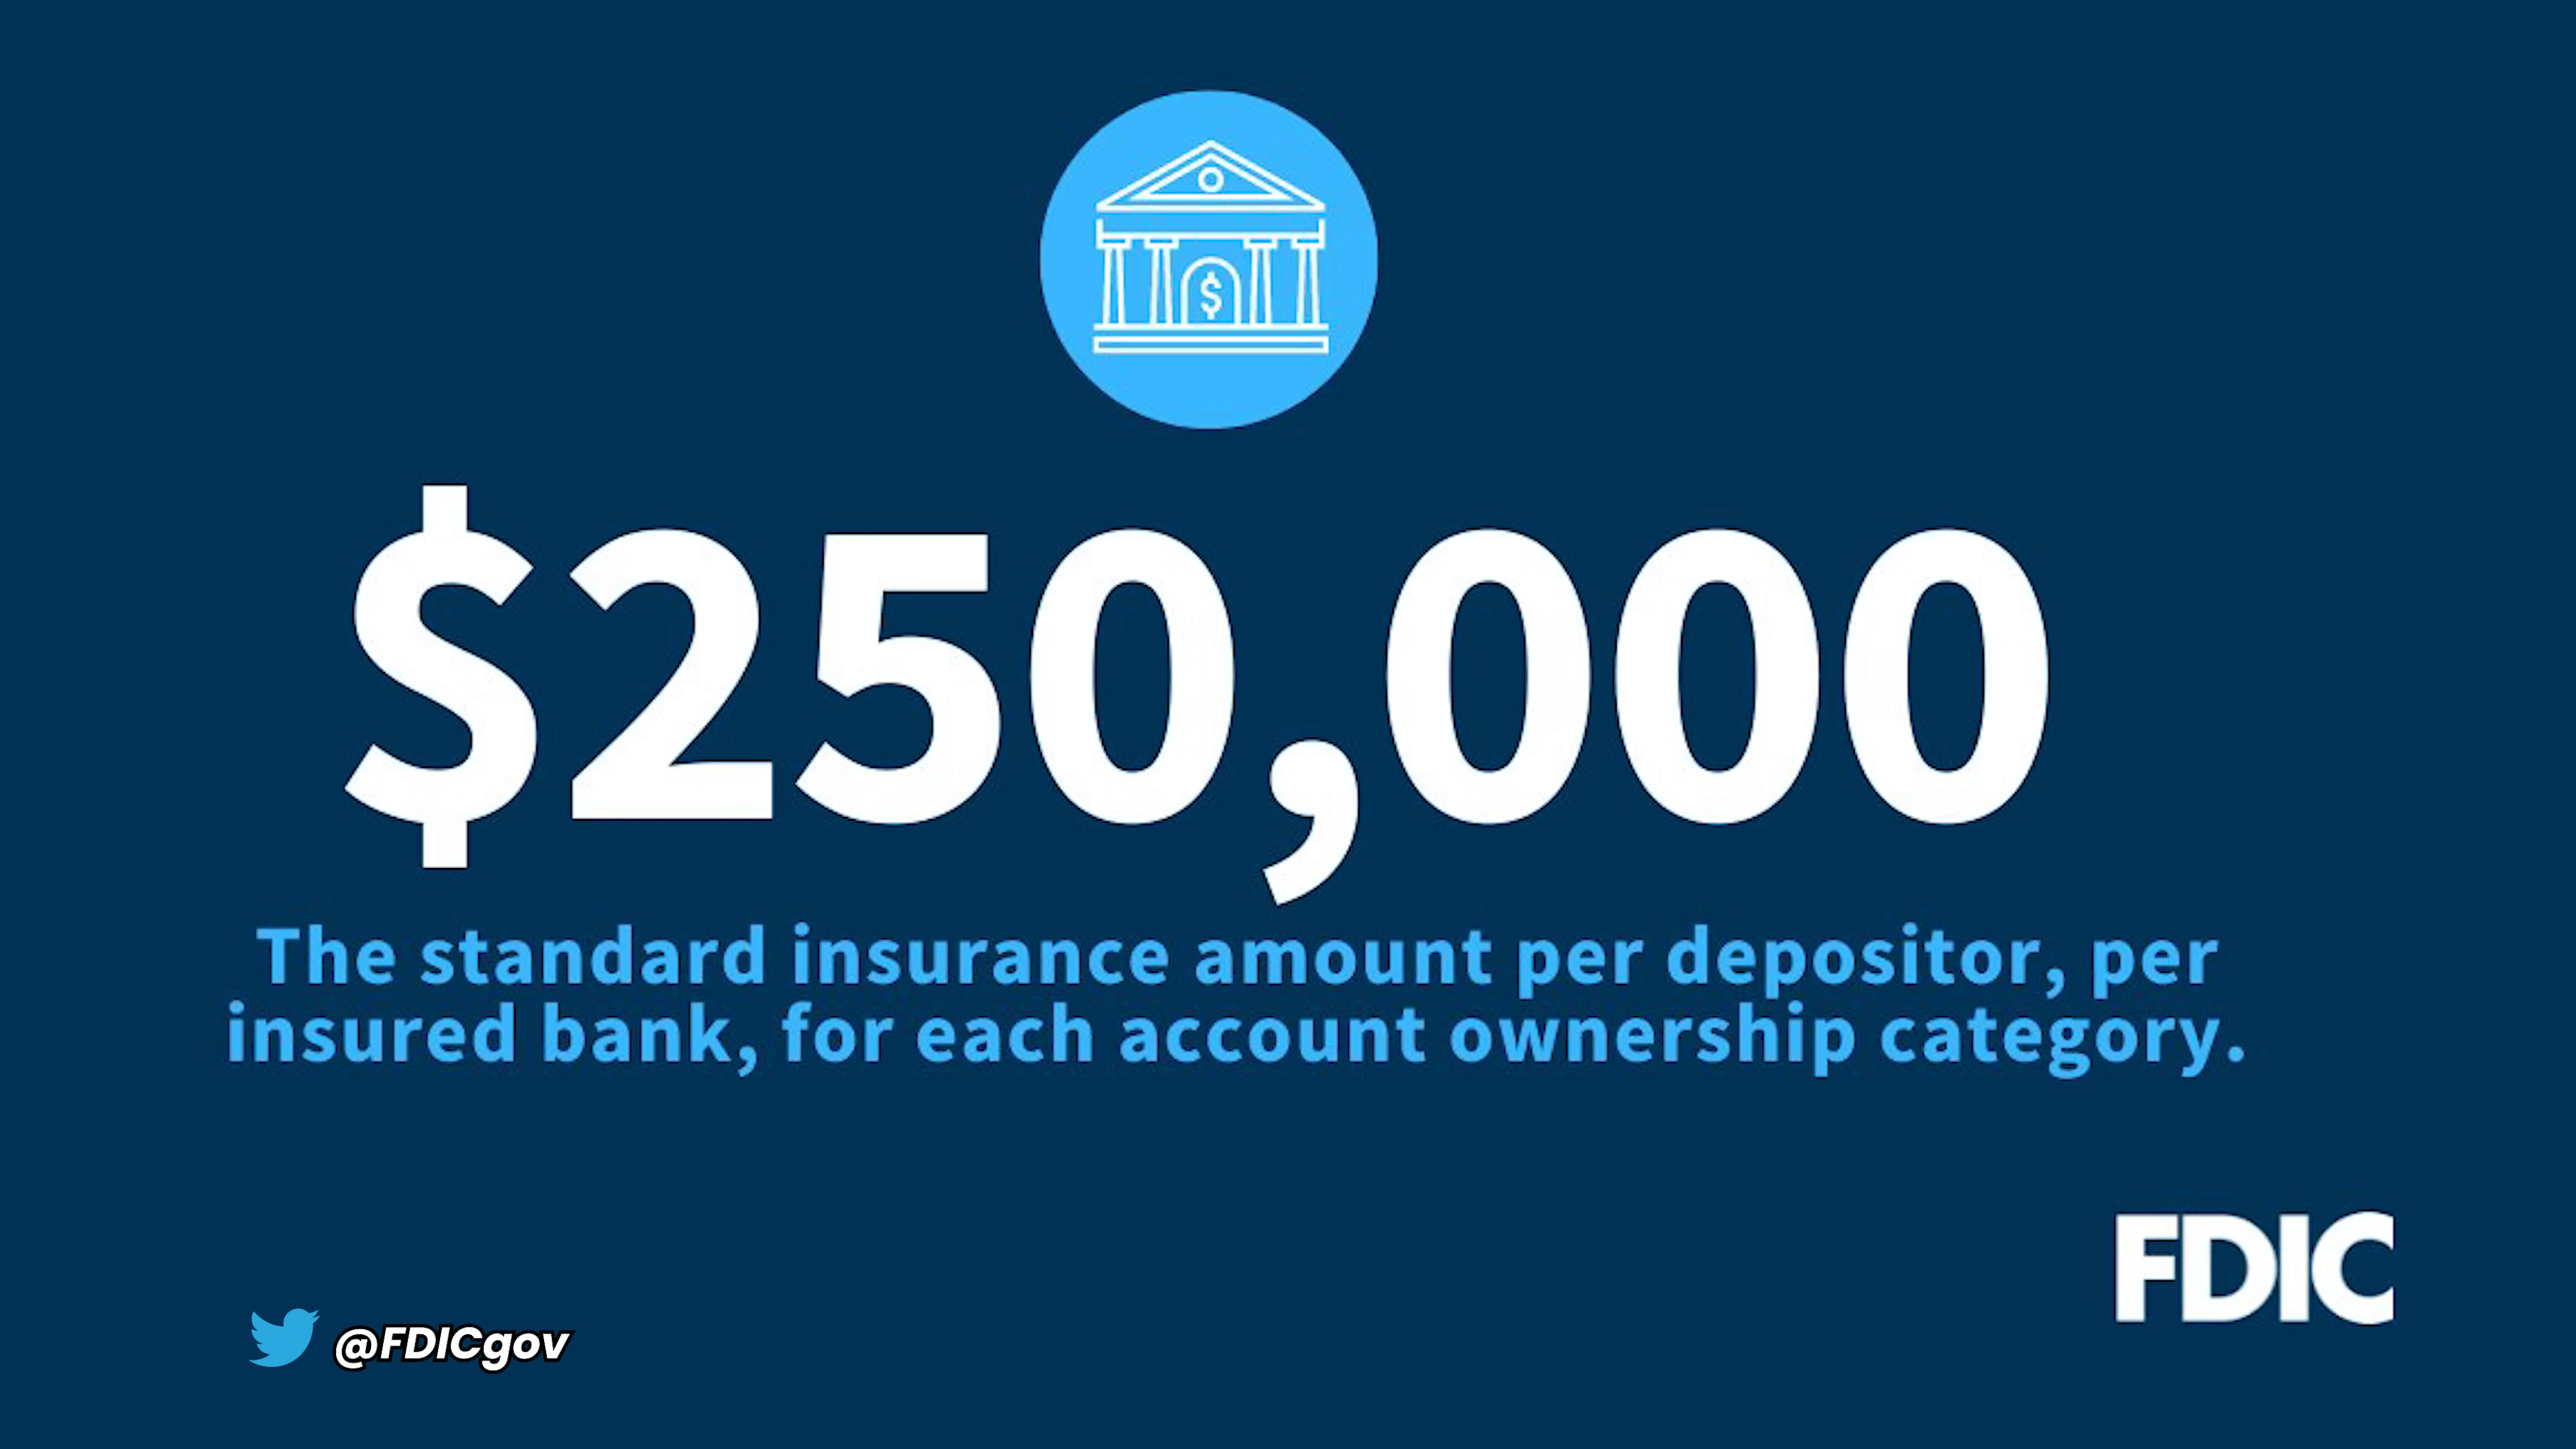 $
$250,000
The standard insurance amount per depositor, per
insured bank, for each account ownership category.
FDIC
@FDICgov